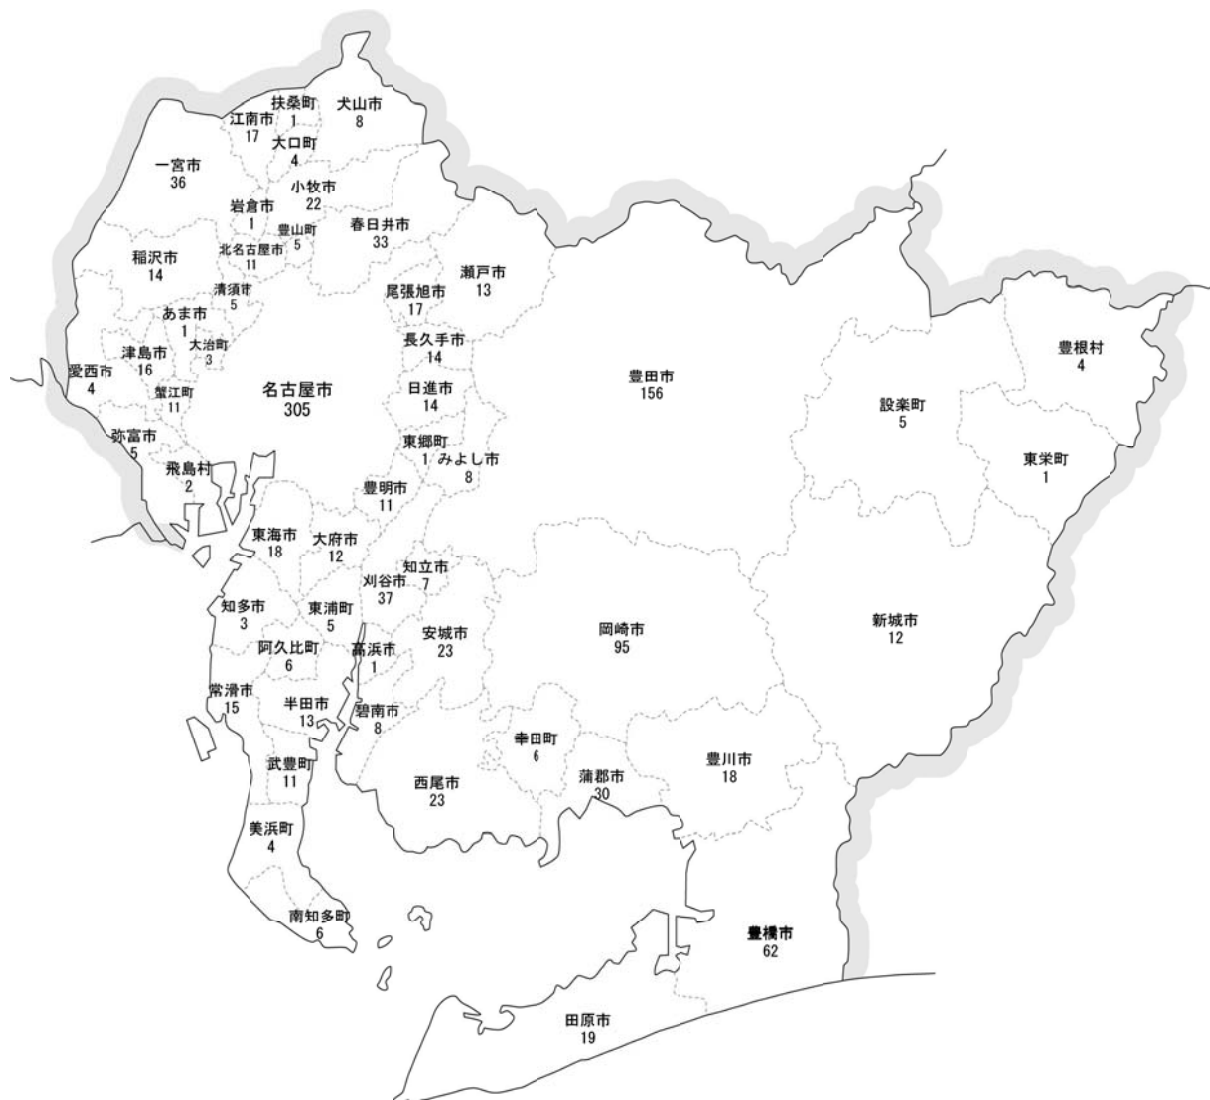 扶桑町
1
犬山市
8
江南市
17
大口町
4
一宮市
36
小牧市
22
岩倉市
1
豊山町
5
春日井市
33
北名古屋市
11
稲沢市
14
瀬戸市
13
清須市
5
尾張旭市
17
あま市
1
大治町
3
長久手市
14
津島市
16
豊根村
4
愛西市
4
豊田市
156
日進市
14
名古屋市
305
蟹江町
11
設楽町
5
弥富市
5
東郷町
1
みよし市
8
東栄町
1
飛島村
2
豊明市
11
東海市
18
大府市
12
知立市
7
刈谷市
37
知多市
3
東浦町
5
新城市
12
岡崎市
95
安城市
23
阿久比町
6
高浜市
1
常滑市
15
半田市
13
碧南市
8
幸田町
6
豊川市
18
武豊町
11
蒲郡市
30
西尾市
23
美浜町
4
南知多町
6
豊橋市
62
田原市
19